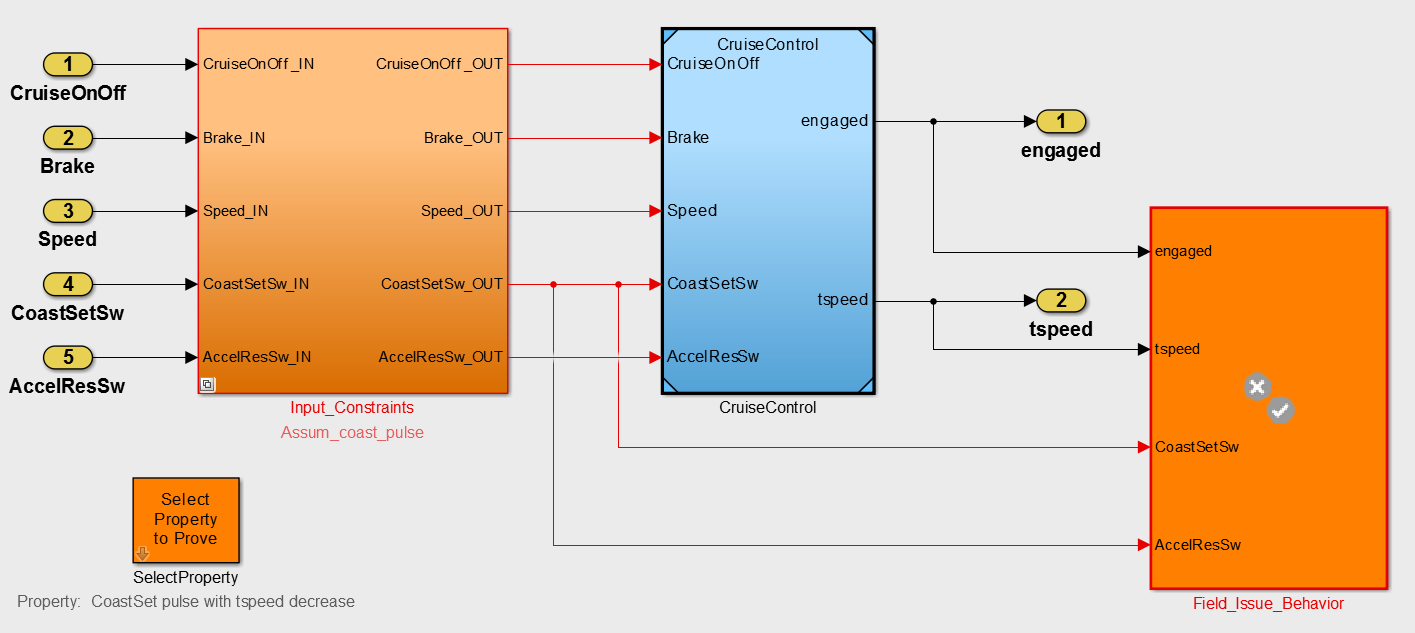 1
CruiseOnOff
2
Brake
3
Speed
4
CoastSetSw
5
AccelResSw
CruiseOnOff_IN
CruiseOnOff_OUT
Brake_IN
Brake_OUT
Speed_IN
Speed_OUT
CoastSetSw_IN
CoastSetSw_OUT
AccelResSw_IN
AccelResSw_OUT
Input_Constraints
Assum_coast_pulse
CruiseControl
CruiseOnOff
Brake
Speed
CoastSetSw
AccelResSw
engaged
tspeed
CruiseControl
1
engaged
2
tspeed
engaged
tspeed
CoastSetSw
AccelResSw
Field_Issue_Behavior
Select
Property
to Prove
SelectProperty
Property:  CoastSet pulse with tspeed decrease